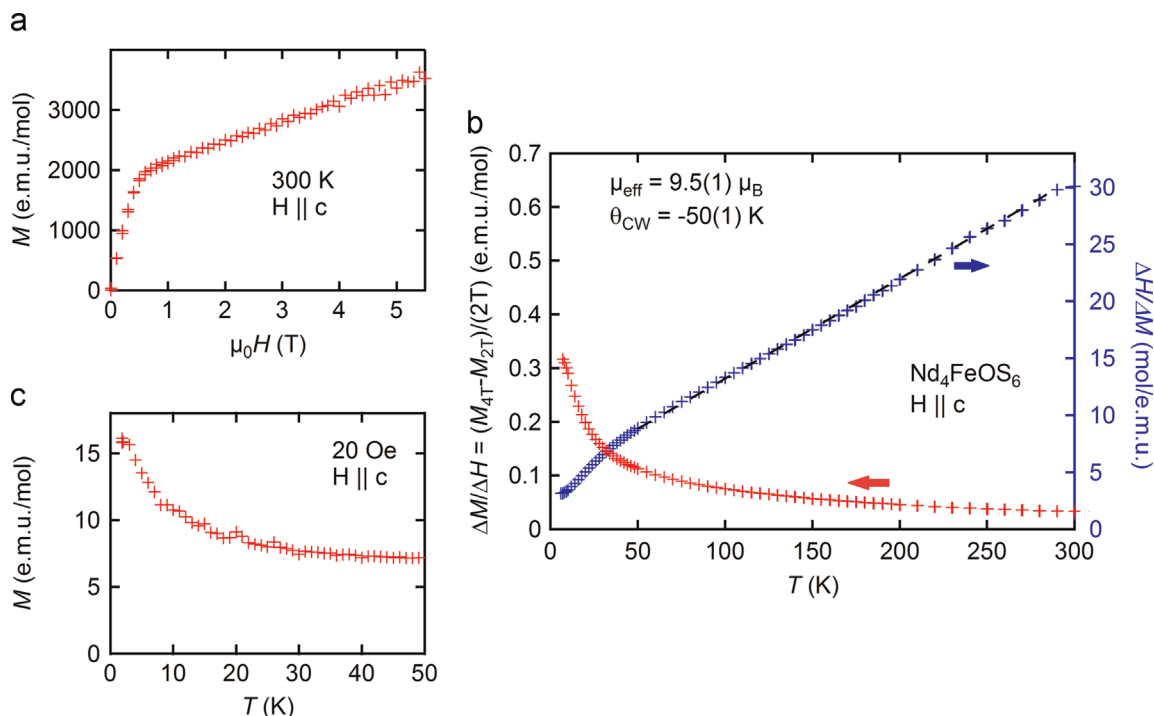 a
M (e.m.u./mol)
3000
2000
1000
0
300 K
H || c
0 1 2 3 4 5
μ₀H (T)
b
ΔM/ΔH = (M₄T-M₂T)/(2T) (e.m.u./mol)
0.7
0.6
0.5
0.4
0.3
0.2
0.1
0
μeff = 9.5(1) μB
θCW = -50(1) K
Nd₄FeOS₆
H || c
30
25
20
15
10
5
0
ΔH/ΔM (mol/e.m.u.)
0 50 100 150 200 250 300
T (K)
c
M (e.m.u./mol)
15
10
5
0
20 Oe
H || c
0 10 20 30 40 50
T (K)